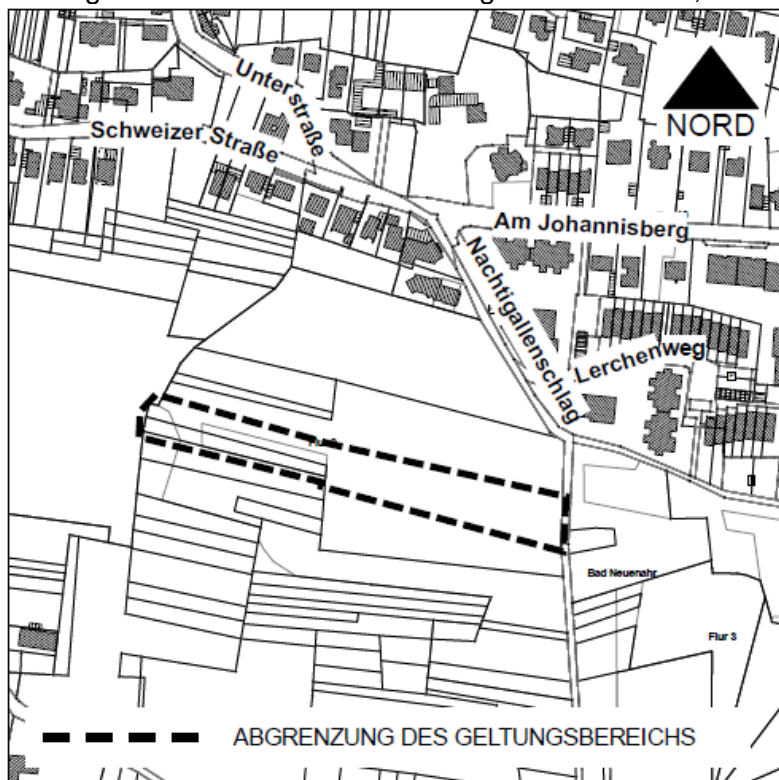 Unterstraße
NORD
Schweizer Straße
Am Johannisberg
Nachtigallenschlag
Lerchenweg
Bad Neuenahr
Flur 3
ABGRENZUNG DES GELTUNGSBEREICHS